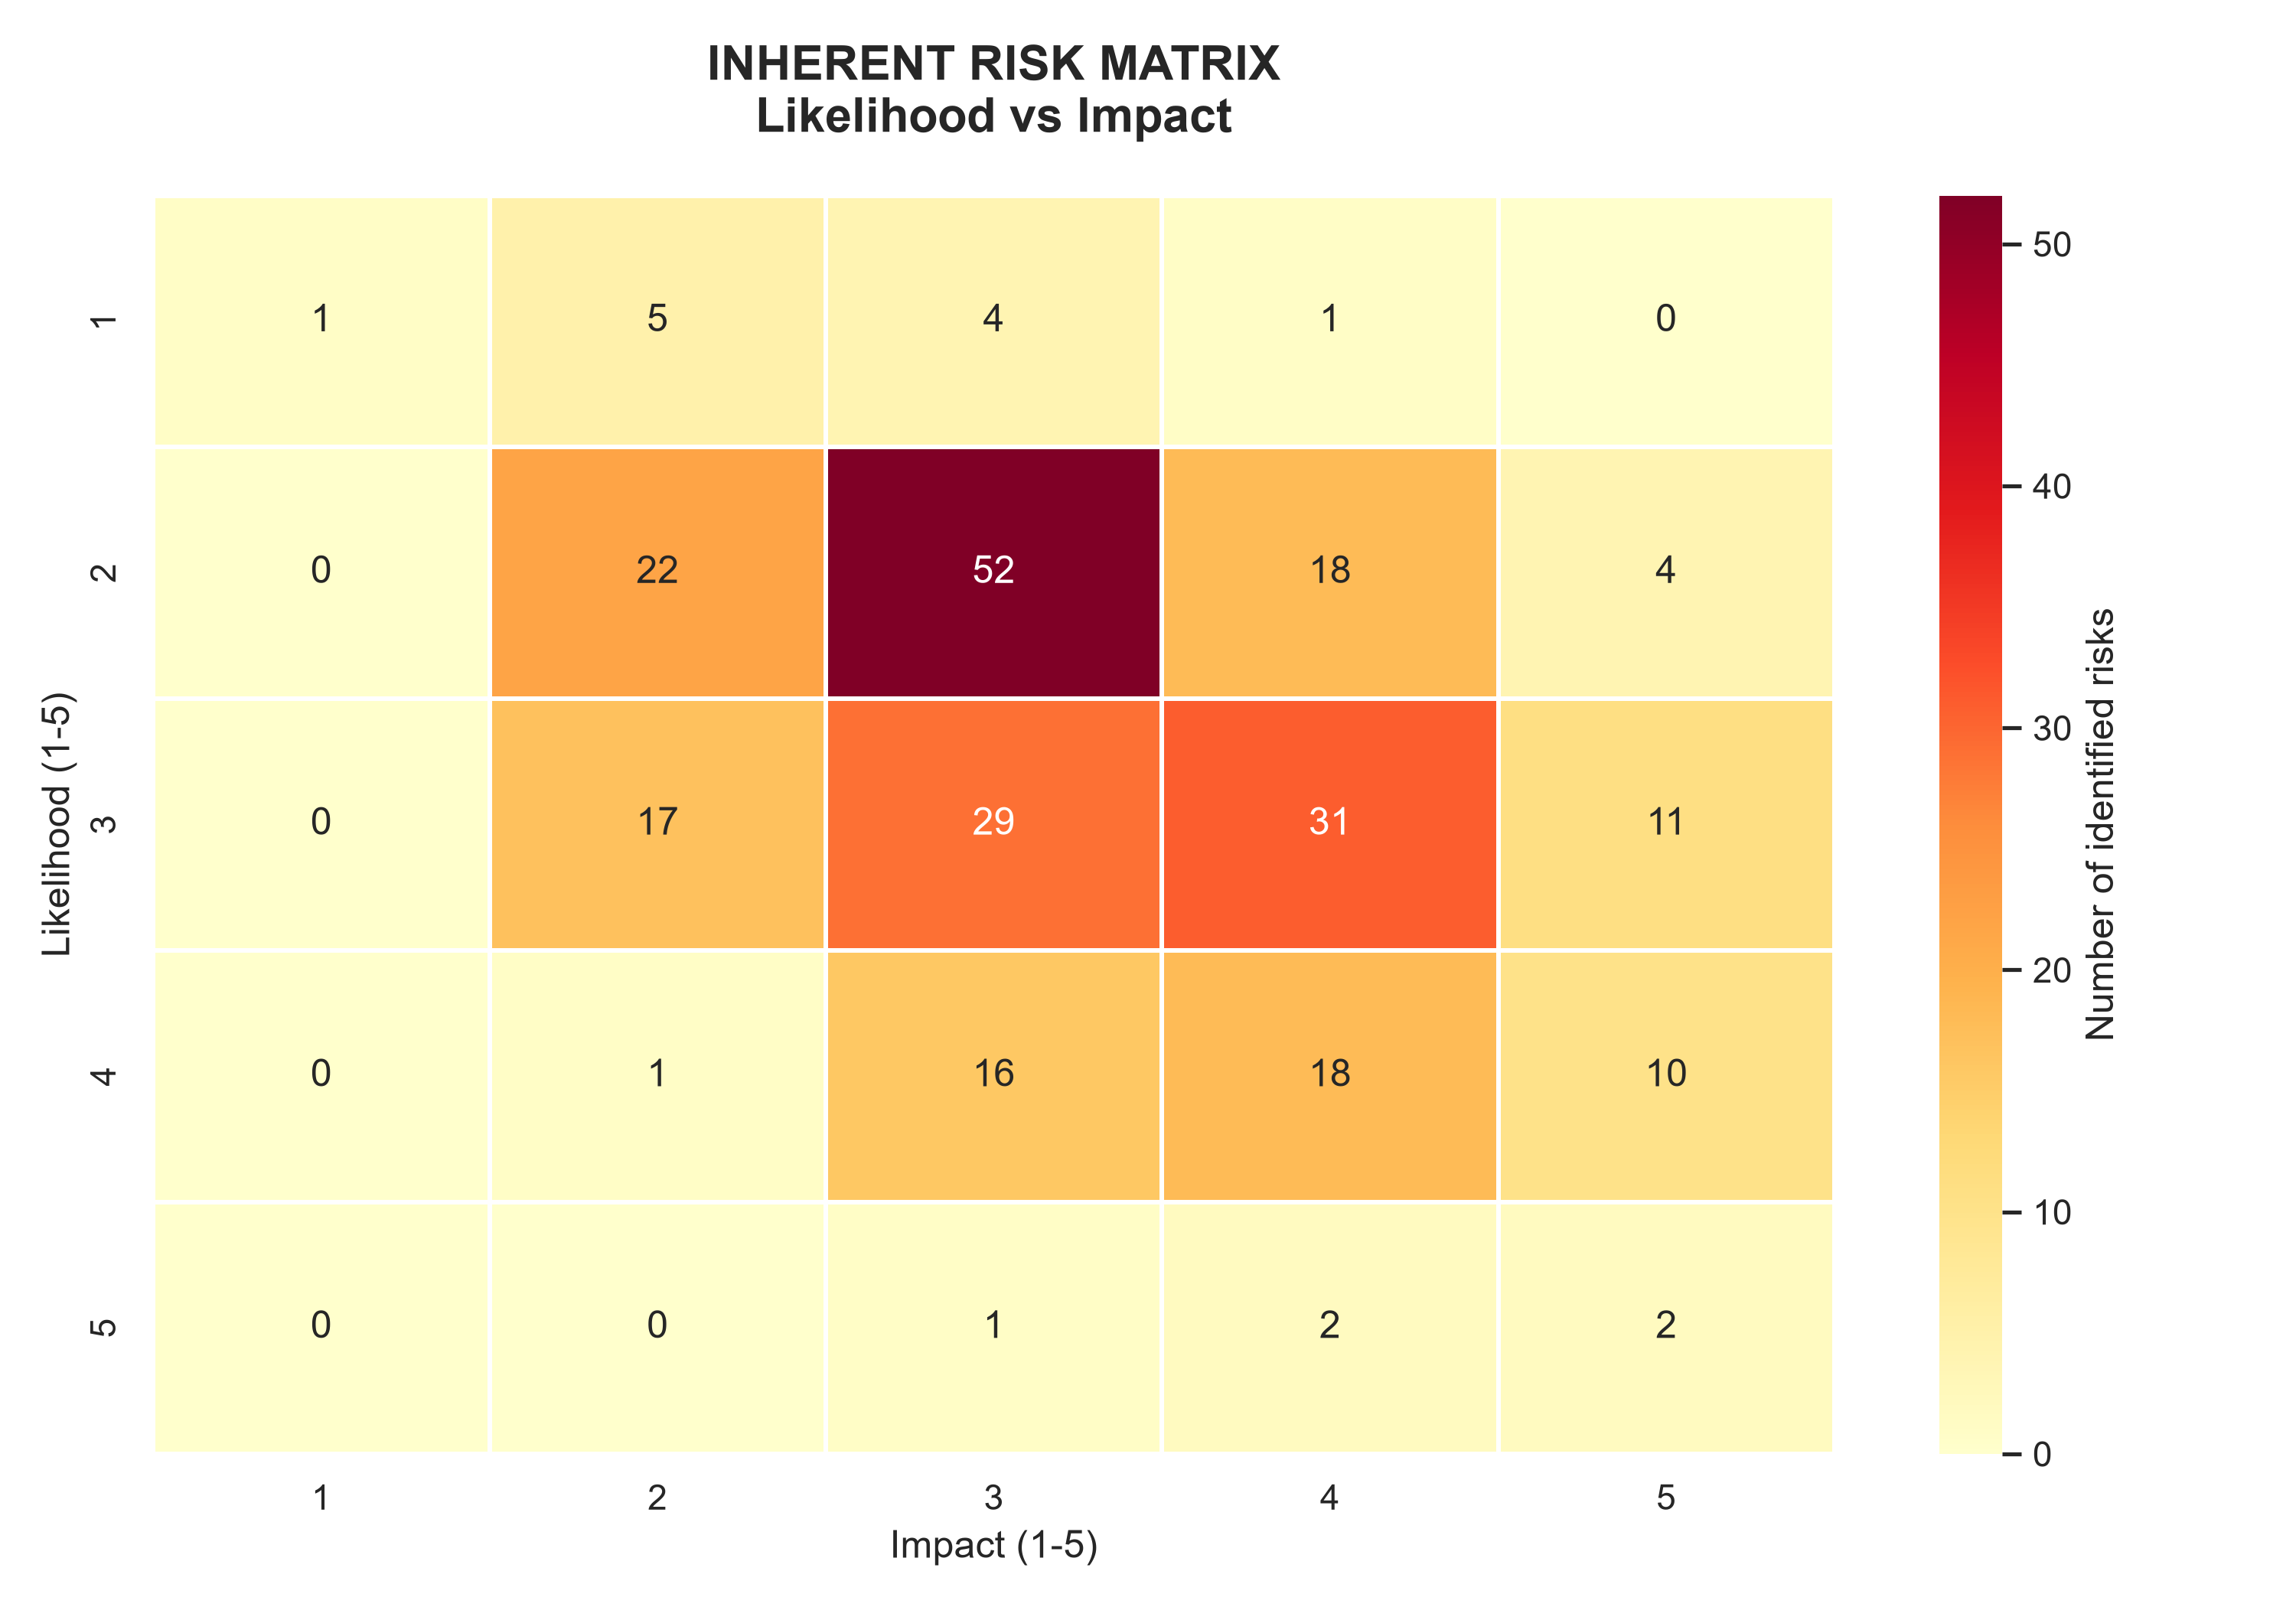 INHERENT RISK MATRIX
Likelihood vs Impact
1 1 5 4 1 0
2 0 22 52 18 4
3 0 17 29 31 11
4 0 1 16 18 10
5 0 0 1 2 2
1 2 3 4 5
Impact (1-5)
Likelihood (1-5)
50
40
30
20
10
0
Number of identified risks